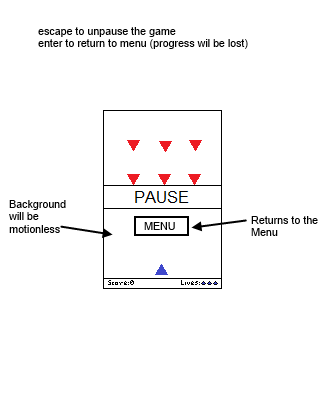 escape to unpause the game
enter to return to menu (progress wil be lost)
PAUSE
Background
will be
motionless
MENU
Returns to the
Menu
Score:0
Lives: